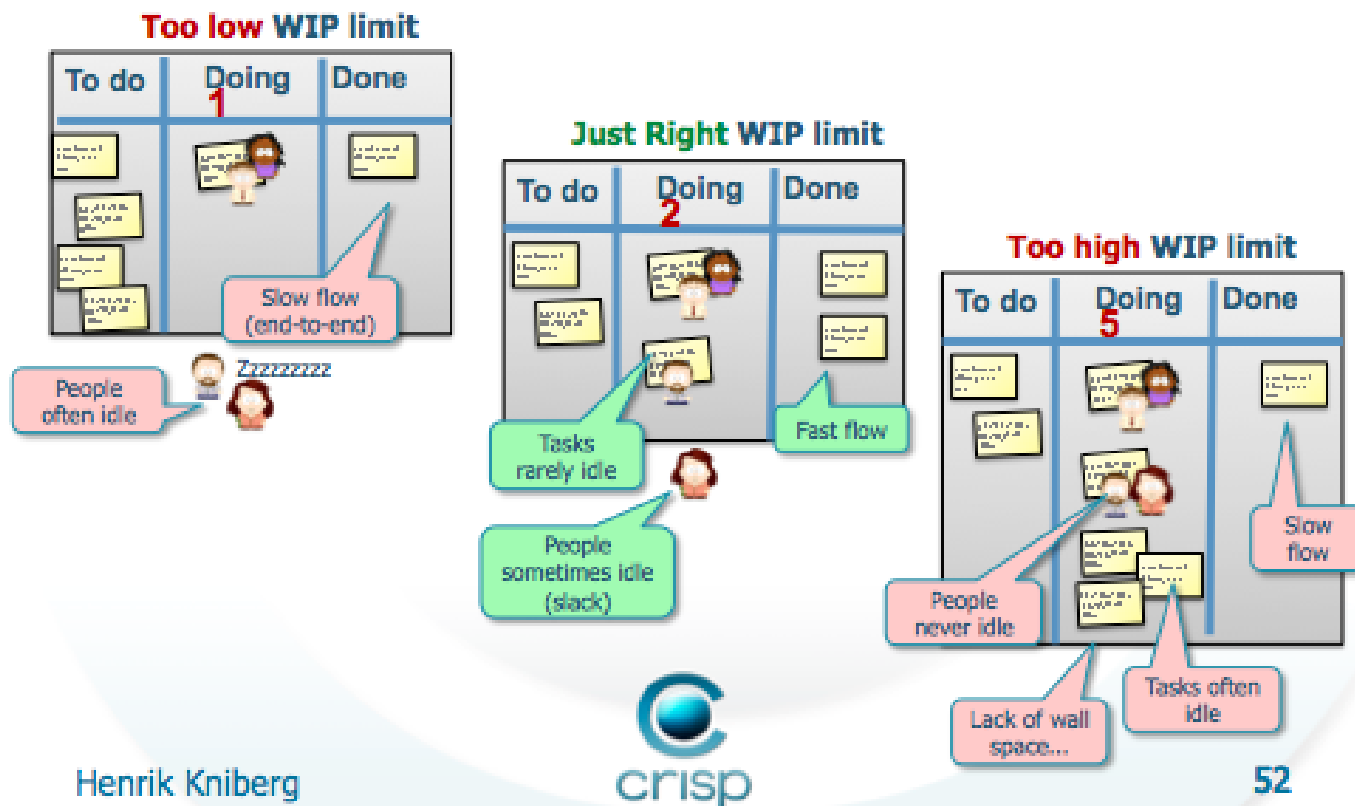 Too low WIP limit
To do
Doing
Done
1
Slow flow
(end-to-end)
Zzzzzzzzz
People
often idle
Just Right WIP limit
To do
Doing
Done
2
Tasks
rarely idle
Fast flow
People
sometimes idle
(slack)
Too high WIP limit
To do
Doing
Done
5
Slow
flow
People
never idle
Tasks often
idle
Lack of wall
space...
Henrik Kniberg
crisp
52